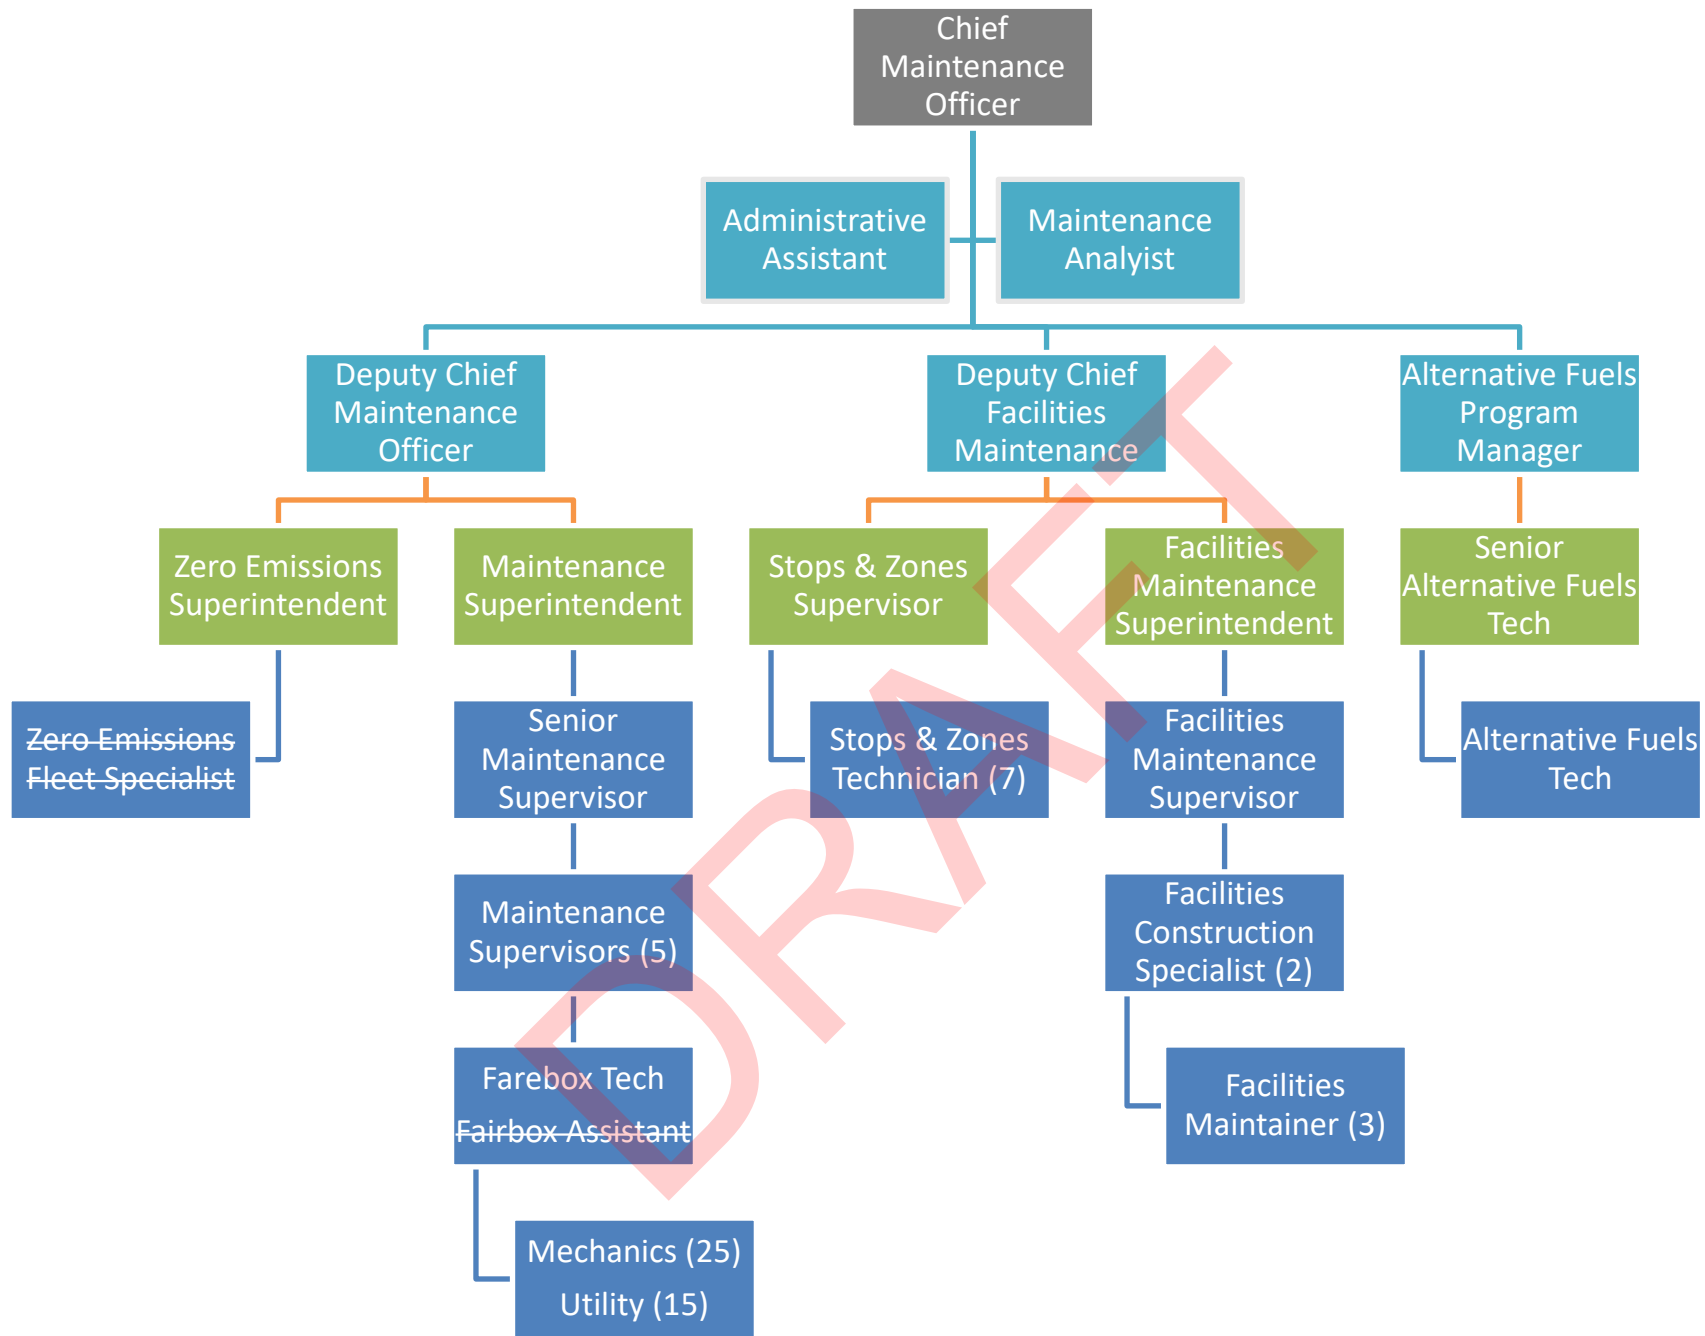 Chief
Maintenance
Officer
Administrative
Assistant
Maintenance
Analyist
Deputy Chief
Maintenance
Officer
Deputy Chief
Facilities
Maintenance
Alternative Fuels
Program
Manager
Zero Emissions
Superintendent
Maintenance
Superintendent
Stops & Zones
Supervisor
Facilities
Maintenance
Superintendent
Senior
Alternative Fuels
Tech
Zero Emissions
Fleet Specialist
Senior
Maintenance
Supervisor
Stops & Zones
Technician (7)
Facilities
Maintenance
Supervisor
Alternative Fuels
Tech
Maintenance
Supervisors (5)
Facilities
Construction
Specialist (2)
Farebox Tech
Fairbox Assistant
Facilities
Maintainer (3)
Mechanics (25)
Utility (15)
DRAFT